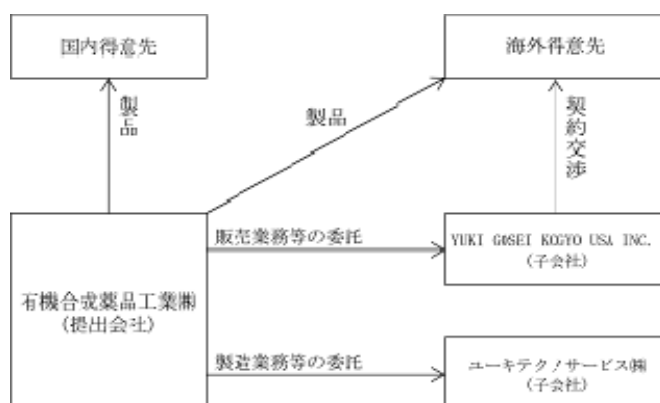 国内得意先
海外得意先
製品
製品
契約交渉
販売業務等の委託
YUKI GOSEI KOGYO USA INC.
(子会社)
有機合成薬品工業㈱
(提出会社)
製造業務等の委託
ユーキテクノサービス㈱
(子会社)